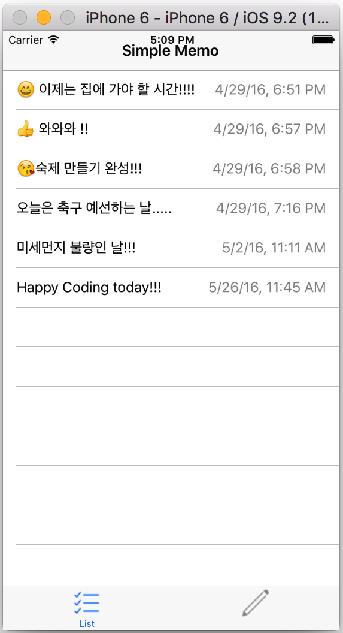 iPhone 6 - iPhone 6 / iOS 9.2 (1...
Carrier 5:09 PM
Simple Memo
😄 이제는 집에 가야 할 시간!!!! 4/29/16, 6:51 PM
👍 와와와 !! 4/29/16, 6:57 PM
😘숙제 만들기 완성!!! 4/29/16, 6:58 PM
오늘은 축구 예선하는 날..... 4/29/16, 7:16 PM
미세먼지 불량인 날!!! 5/2/16, 11:11 AM
Happy Coding today!!! 5/26/16, 11:45 AM
List